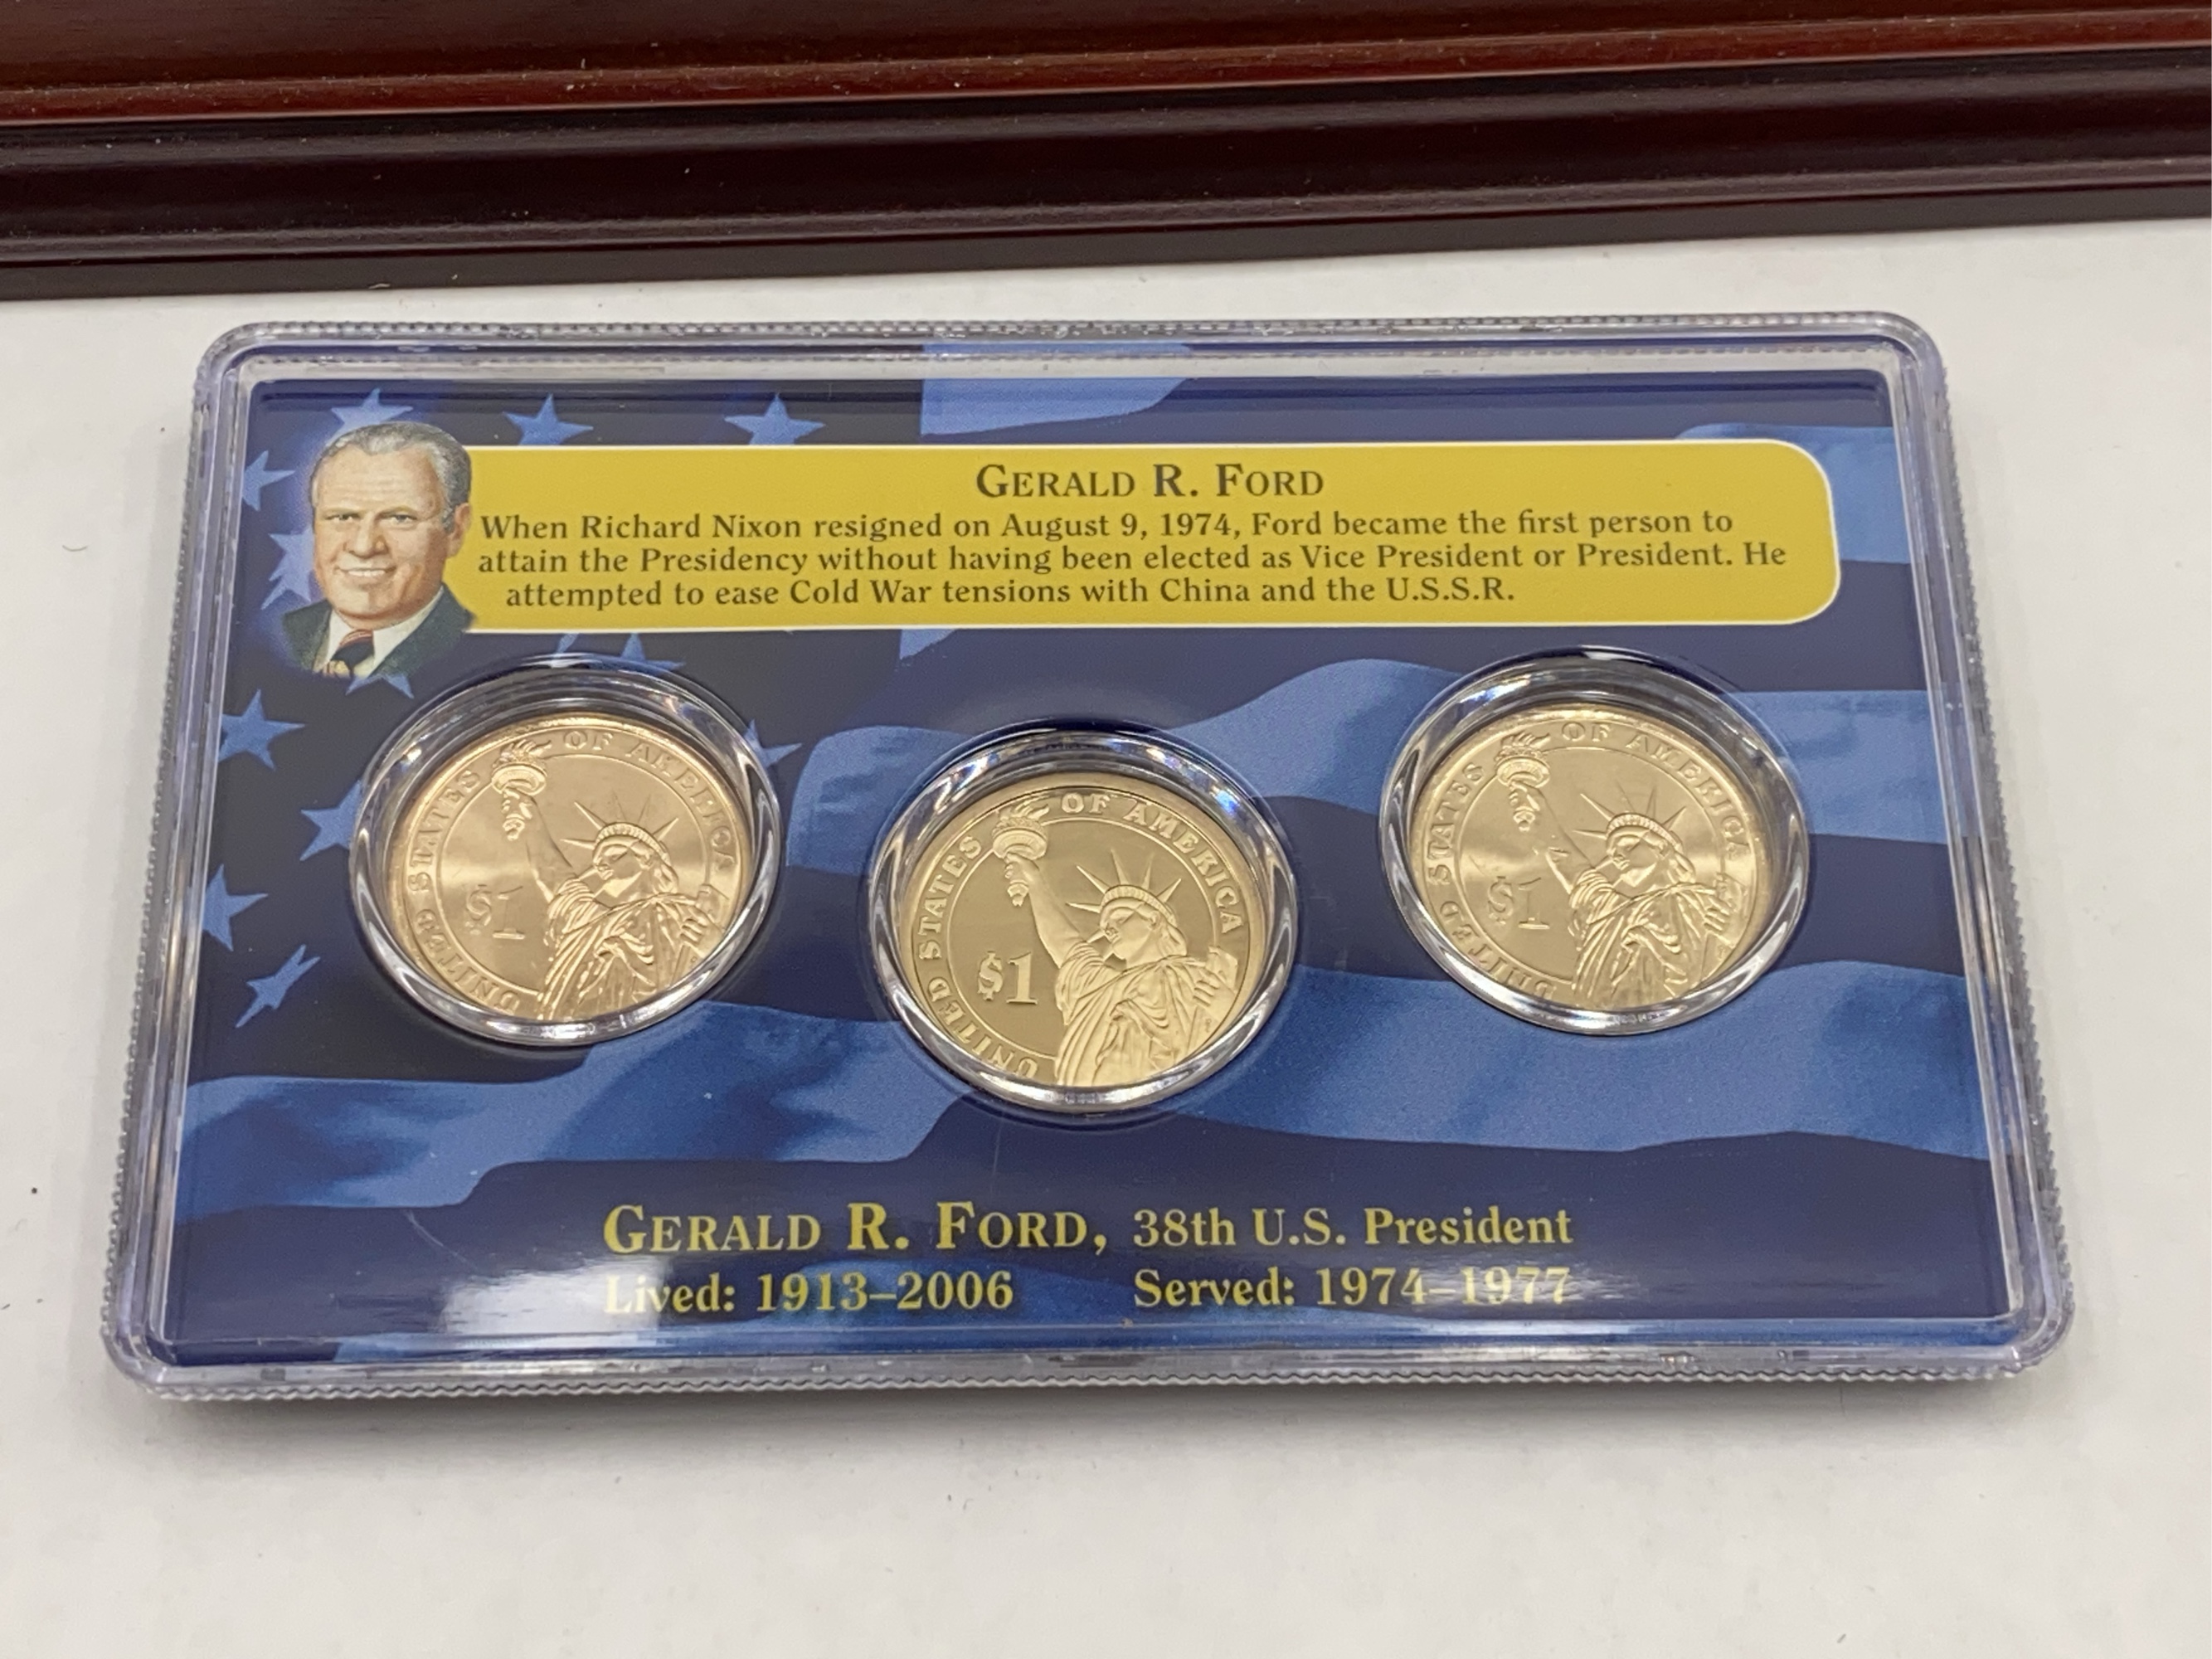 GERALD R. FORD
When Richard Nixon resigned on August 9, 1974, Ford became the first person to
attain the Presidency without having been elected as Vice President or President. He
attempted to ease Cold War tensions with China and the U.S.S.R.
UNITED STATES OF AMERICA
$1
UNITED STATES OF AMERICA
$1
UNITED STATES OF AMERICA
$1
GERALD R. FORD, 38th U.S. President
Lived: 1913–2006 Served: 1974–1977